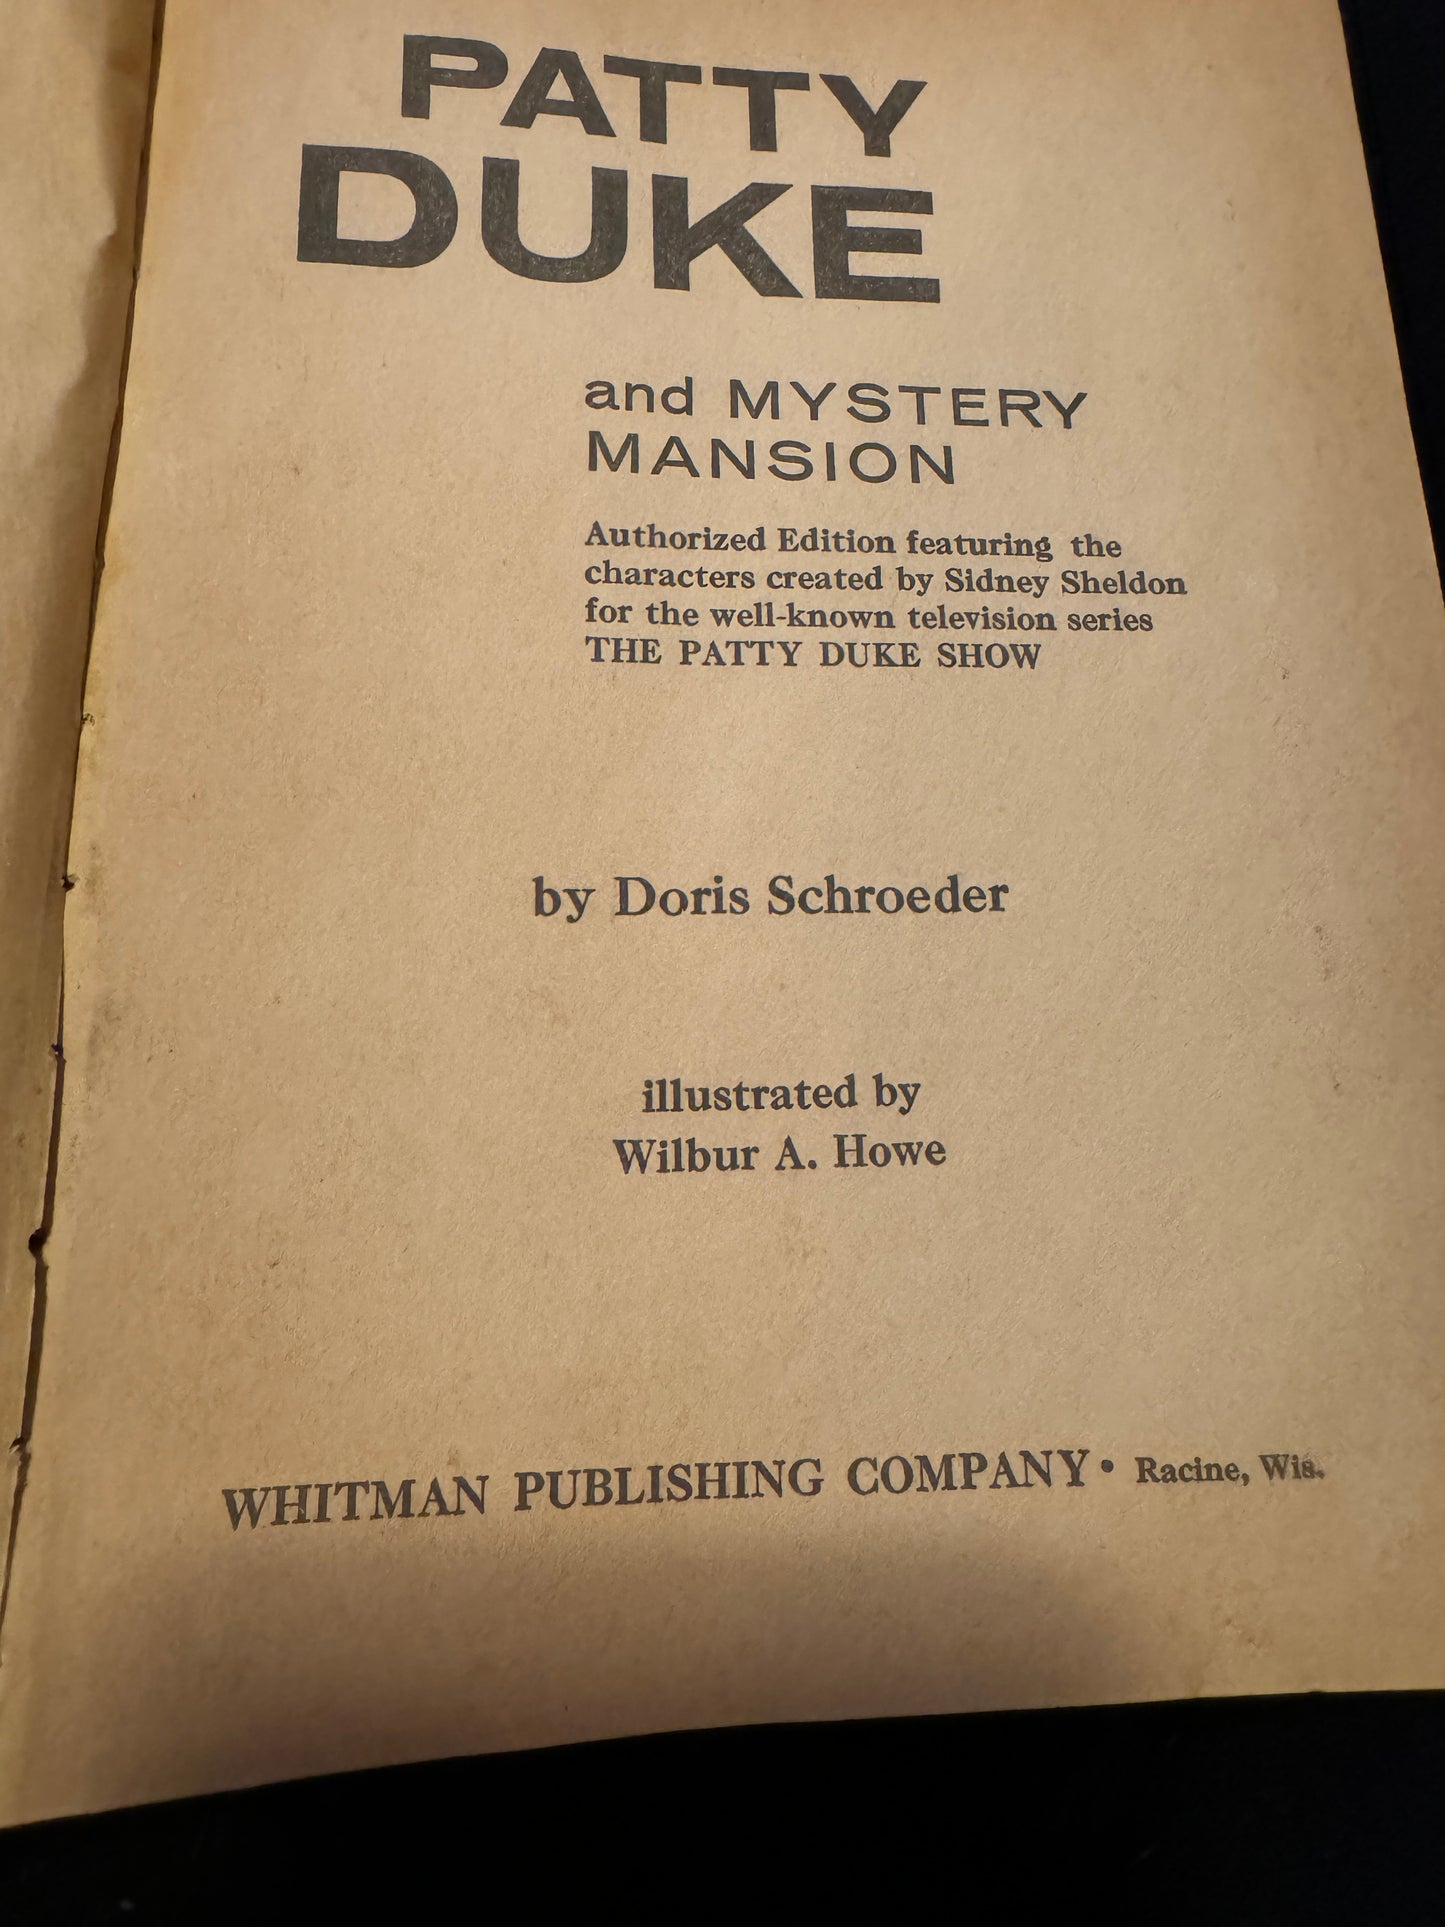 PATTY
DUKE
and MYSTERY
MANSION
Authorized Edition featuring the
characters created by Sidney Sheldon
for the well-known television series
THE PATTY DUKE SHOW
by Doris Schroeder
illustrated by
Wilbur A. Howe
WHITMAN PUBLISHING COMPANY • Racine, Wis.